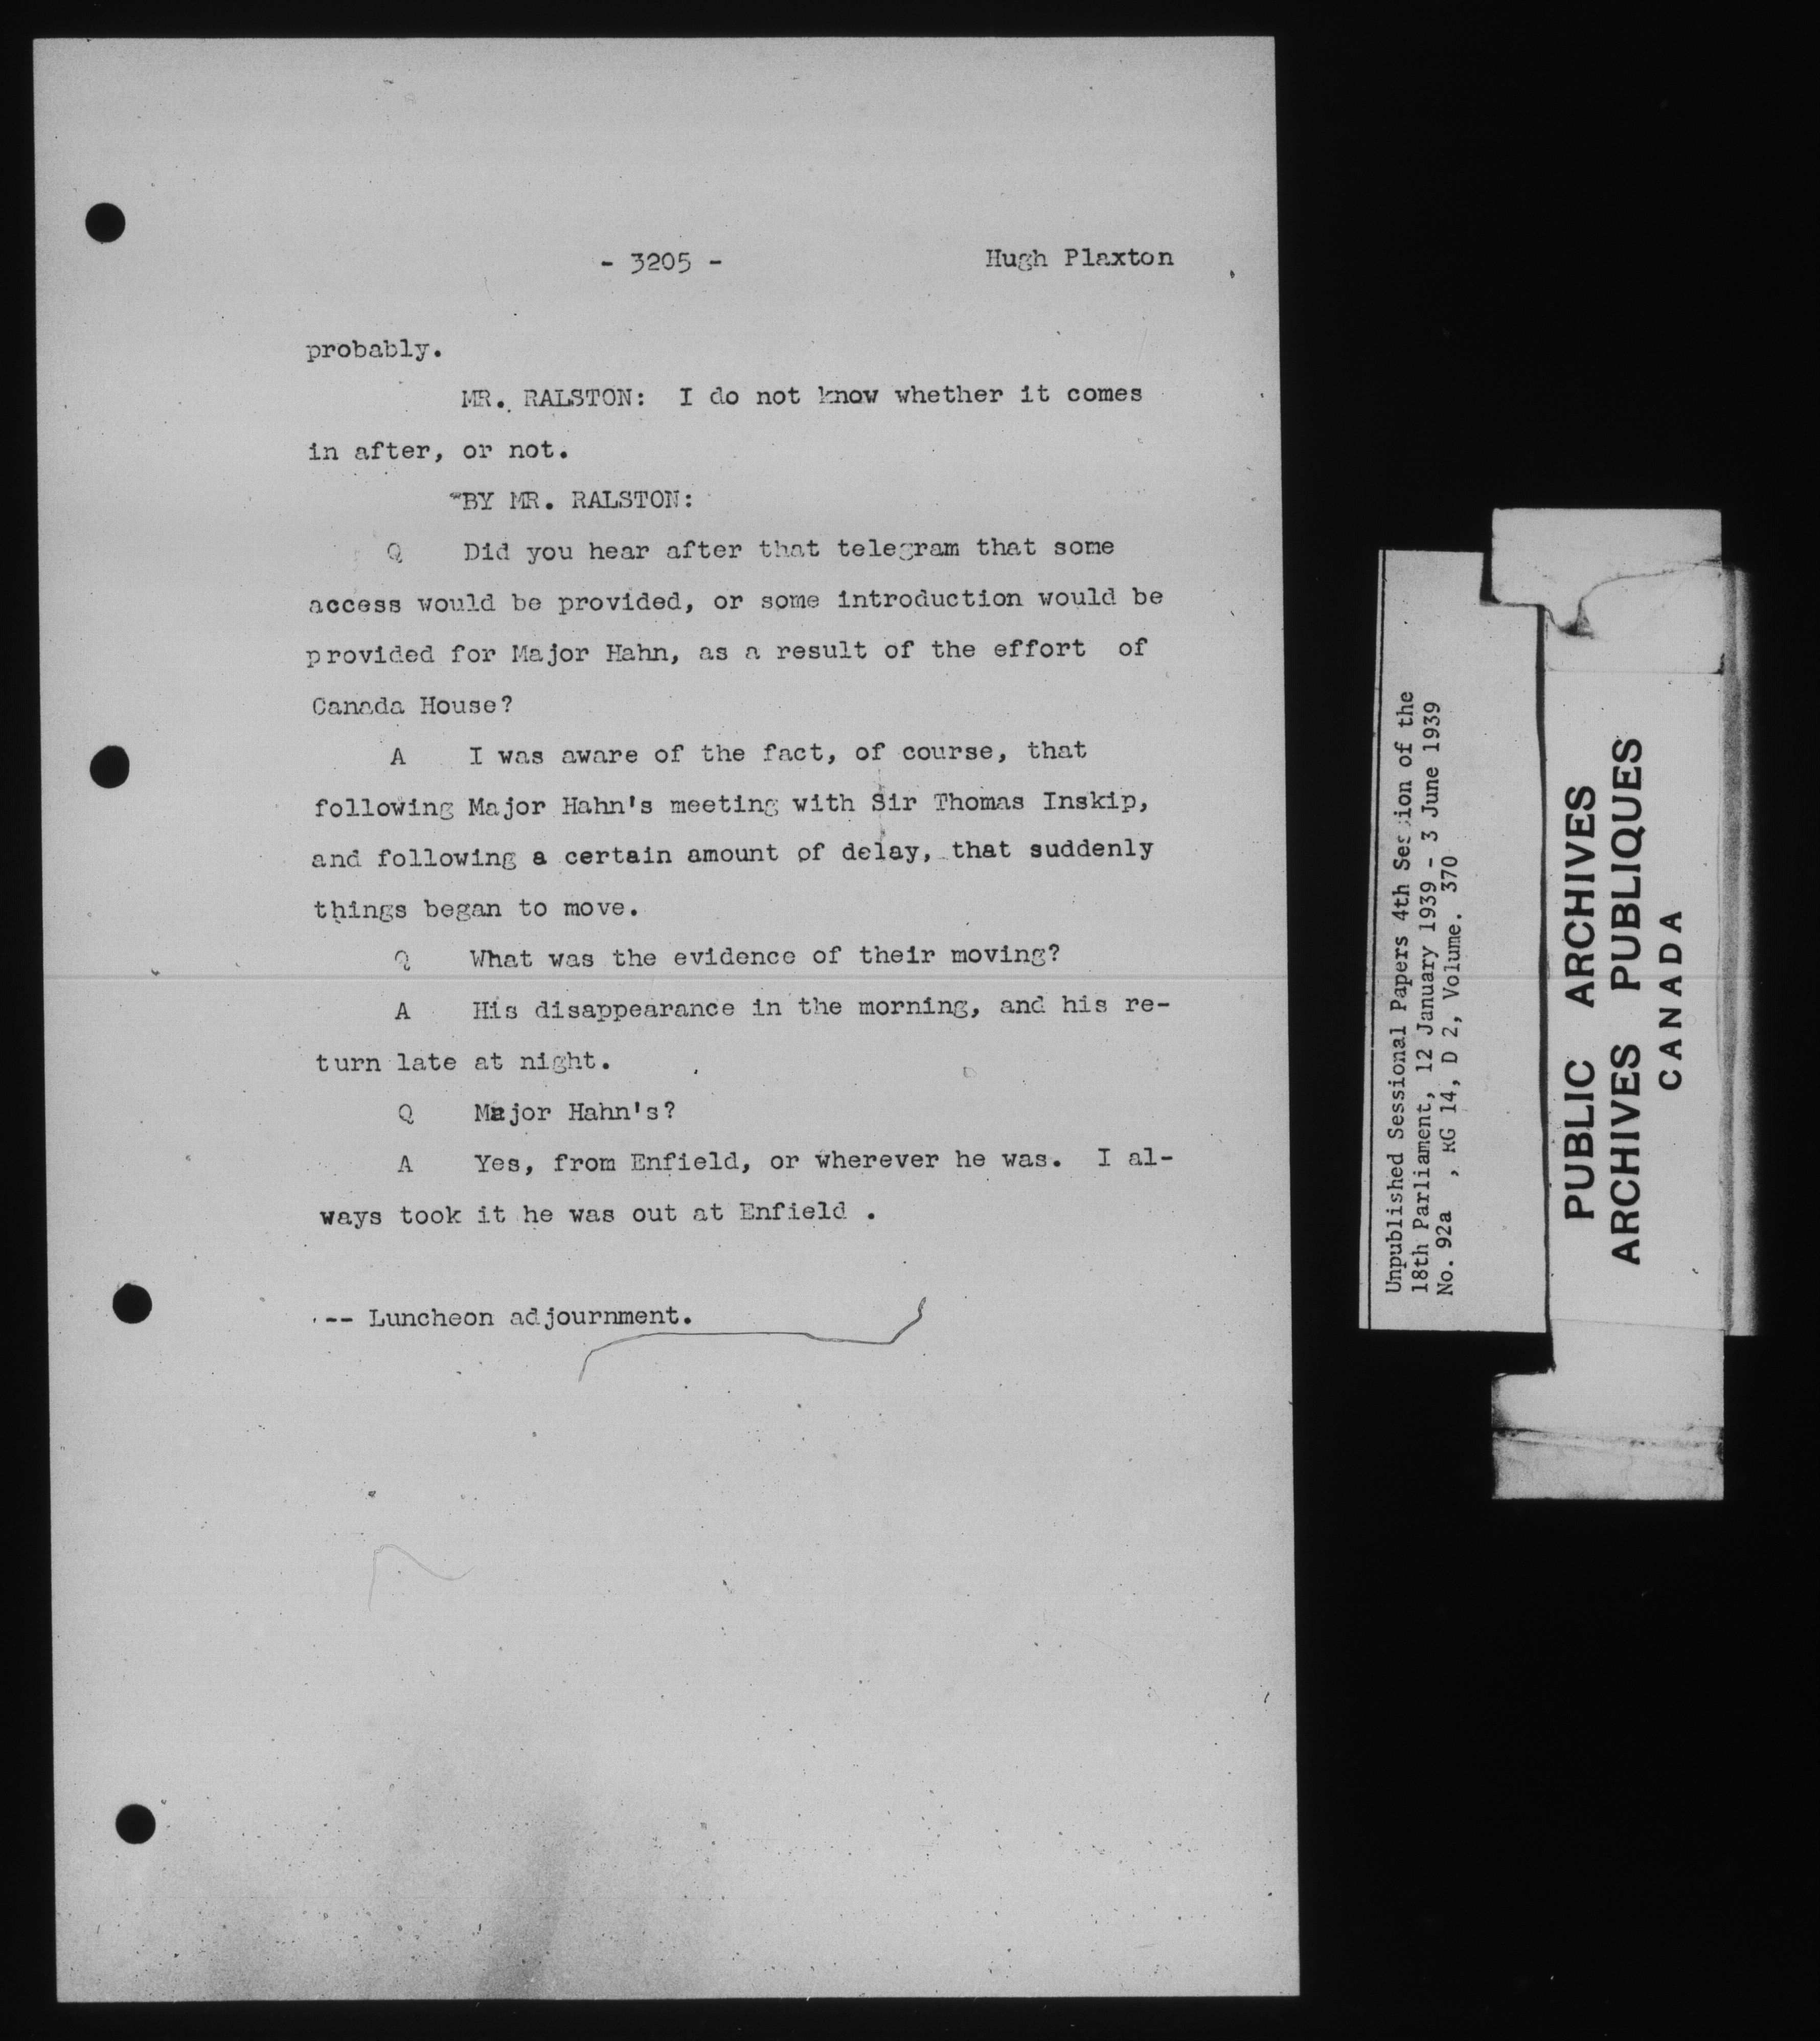 - 3205 - Hugh Plaxton
probably.
MR. RALSTON: I do not know whether it comes
in after, or not.
BY MR. RALSTON:
Q Did you hear after that telegram that some
access would be provided, or some introduction would be
provided for Major Hahn, as a result of the effort of
Canada House?
A I was aware of the fact, of course, that
following Major Hahn's meeting with Sir Thomas Inskip,
and following a certain amount of delay, that suddenly
things began to move.
Q What was the evidence of their moving?
A His disappearance in the morning, and his re-
turn late at night.
Q Major Hahn's?
A Yes, from Enfield, or wherever he was. I al-
ways took it he was out at Enfield .
-- Luncheon adjournment.
Unpublished Sessional Papers 4th Session of the
18th Parliament, 12 January 1939 - 3 June 1939
No. 92a , RG 14, D 2, Volume. 370
PUBLIC ARCHIVES
ARCHIVES PUBLIQUES
CANADA